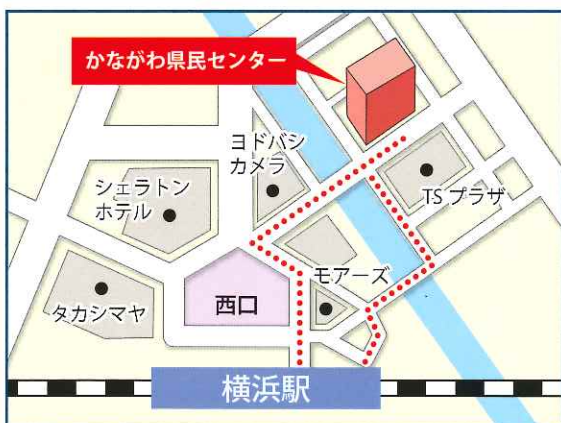 かながわ県民センター
ヨドバシ
カメラ
シェラトン
ホテル
TSプラザ
モアーズ
タカシマヤ
西口
横浜駅